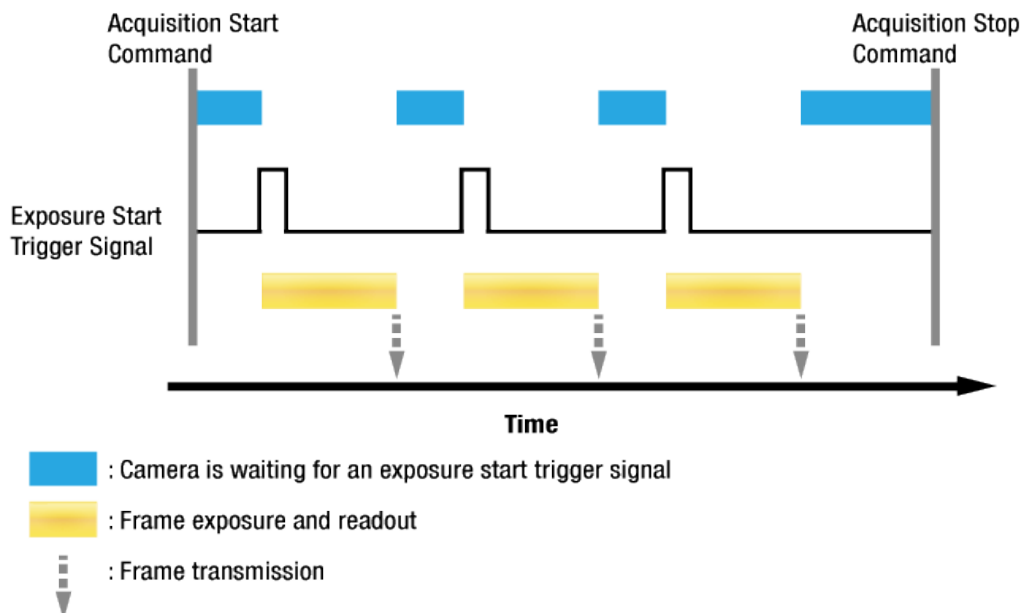 Acquisition Start
Command
Acquisition Stop
Command
Exposure Start
Trigger Signal
Time
: Camera is waiting for an exposure start trigger signal
: Frame exposure and readout
: Frame transmission